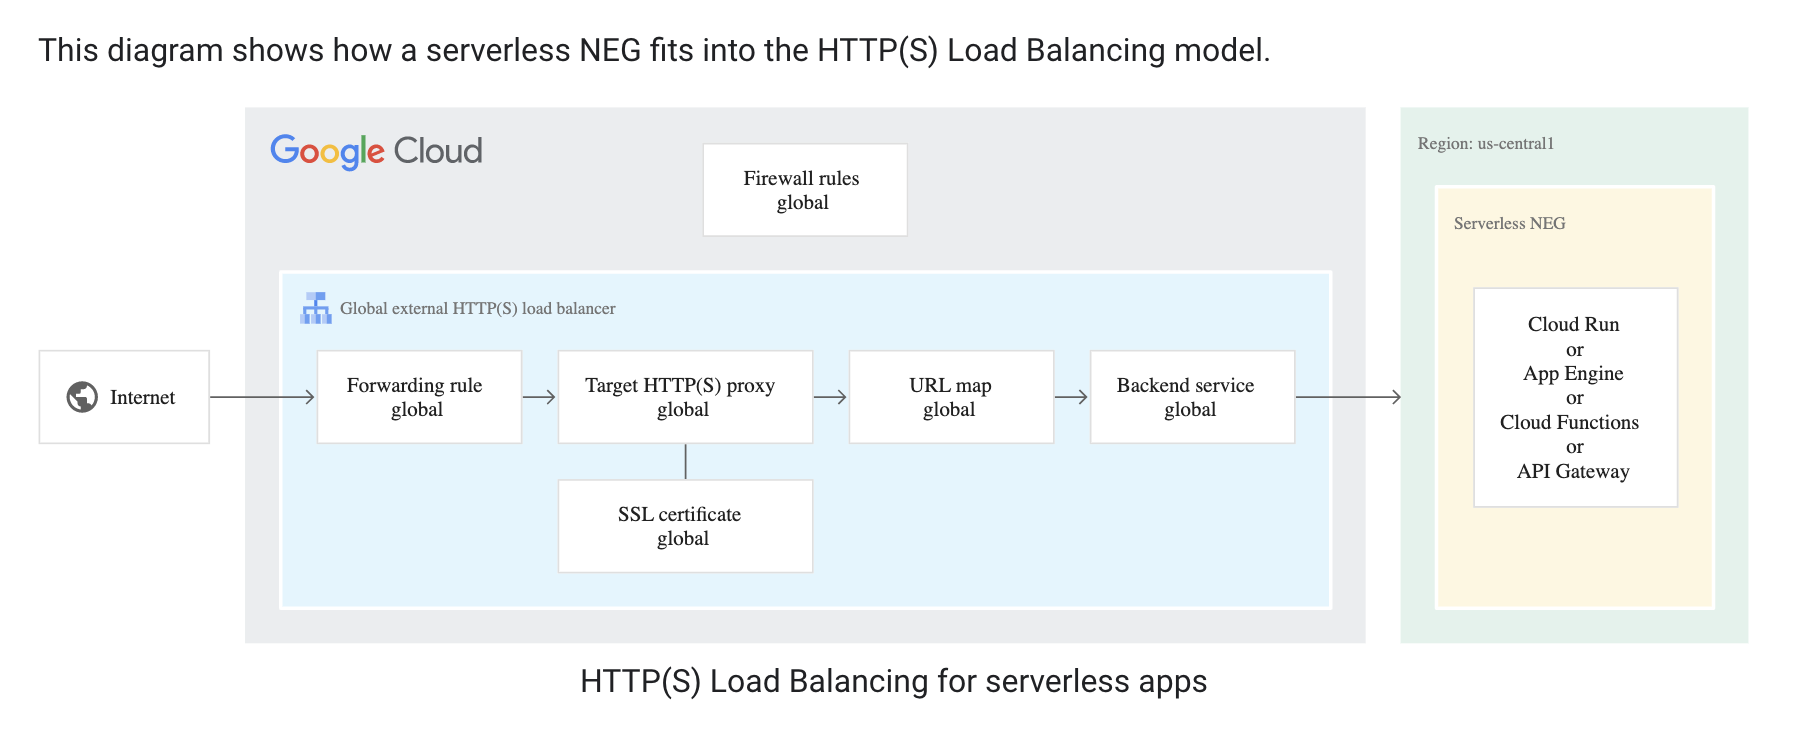 This diagram shows how a serverless NEG fits into the HTTP(S) Load Balancing model.
Google Cloud
Firewall rules
global
Region: us-central1
Serverless NEG
Global external HTTP(S) load balancer
Internet
Forwarding rule
global
Target HTTP(S) proxy
global
URL map
global
Backend service
global
SSL certificate
global
Cloud Run
or
App Engine
or
Cloud Functions
or
API Gateway
HTTP(S) Load Balancing for serverless apps